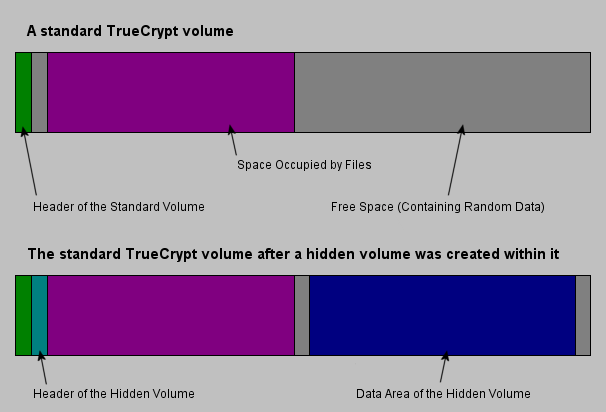 A standard TrueCrypt volume
Space Occupied by Files
Header of the Standard Volume
Free Space (Containing Random Data)
The standard TrueCrypt volume after a hidden volume was created within it
Header of the Hidden Volume
Data Area of the Hidden Volume